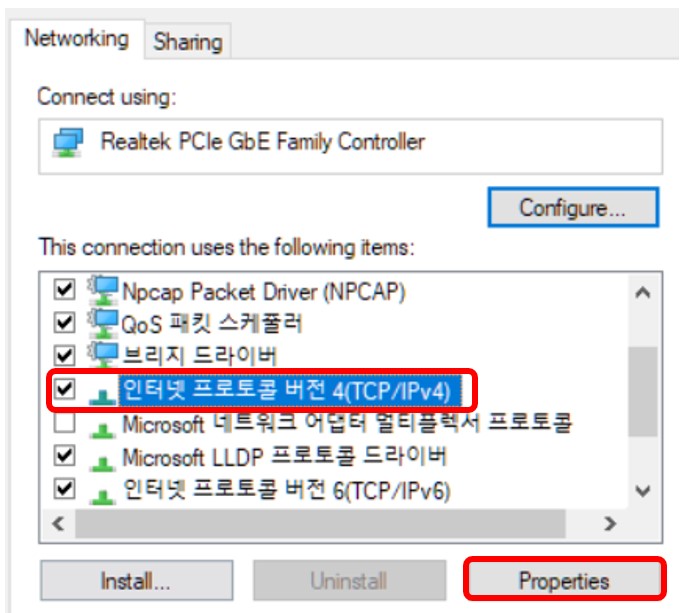 Networking
Sharing
Connect using:
Realtek PCIe GbE Family Controller
Configure...
This connection uses the following items:
Npcap Packet Driver (NPCAP)
QoS 패킷 스케줄러
브리지 드라이버
인터넷 프로토콜 버전 4(TCP/IPv4)
Microsoft 네트워크 어댑터 멀티플렉서 프로토콜
Microsoft LLDP 프로토콜 드라이버
인터넷 프로토콜 버전 6(TCP/IPv6)
Install...
Uninstall
Properties